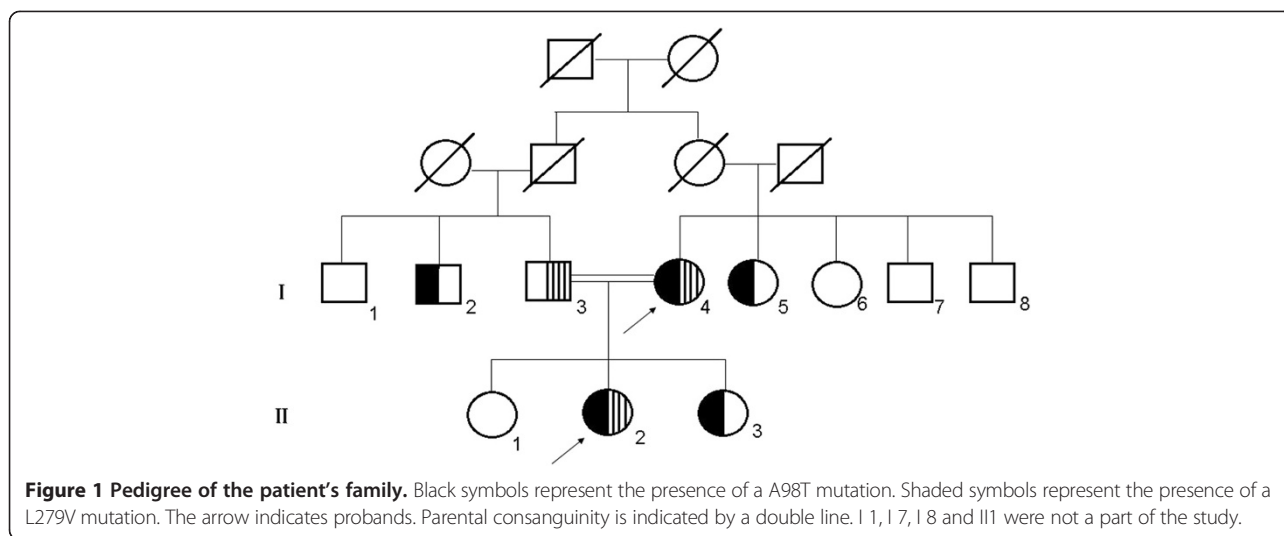 I
1
2
3
4
5
6
7
8
II
1
2
3
Figure 1 Pedigree of the patient's family. Black symbols represent the presence of a A98T mutation. Shaded symbols represent the presence of a
L279V mutation. The arrow indicates probands. Parental consanguinity is indicated by a double line. I 1, I 7, I 8 and II1 were not a part of the study.